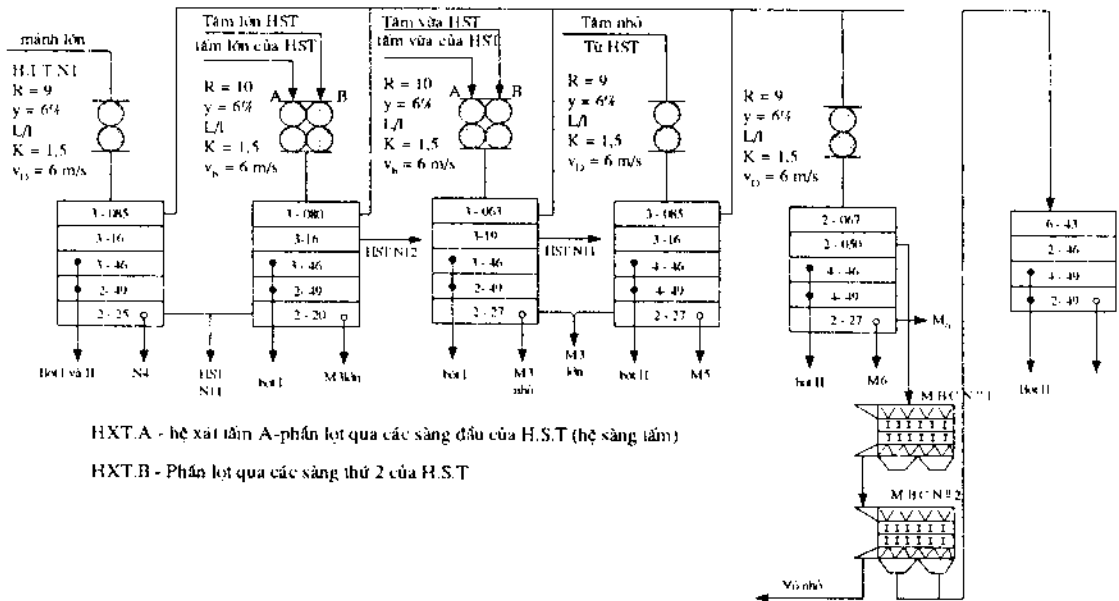 Tấm lớn HST
Tấm vừa HST
Tấm nhỏ
mảnh lớn
tấm lớn của HST
tấm vừa của HST
Từ HST
R = 9
y = 6%
L/l
K = 1,5
= 6 m/s
A
B
R = 10
y = 6%
L/l
K = 1,5
= 6 m/s
A
B
R = 10
y = 6%
L/l
K = 1,5
= 6 m/s
R = 9
y = 6%
L/l
K = 1,5
= 6 m/s
R = 9
y = 6%
L/l
K = 1,5
= 6 m/s
3 - 085
3 -16
3 - 46
2- 49
2 - 25
3 - 080
3-16
3 - 46
2- 49
2 - 20
HST N12
3 - 063
3-19
3 - 46
2- 49
2 - 27
3 - 085
3 -16
4 - 46
4- 49
2 - 27
2 - 067
2 - 050
4 - 46
4 - 49
2 - 27
6 - 43
2 - 46
4 - 49
2- 49
Bột I và II
N4
HST
bột I
M3lớn
bột I
M3
nhỏ
M3
lớn
bột II
M5
bột II
M6
Bột II
M B C Nº 1
HXT.A - hệ xát tấm A-phần lọt qua các sàng đầu của H.S.T (hệ sàng tấm)
HXT.B - Phần lọt qua các sàng thứ 2 của H.S.T
M B C Nº 2
Vỏ nhỏ